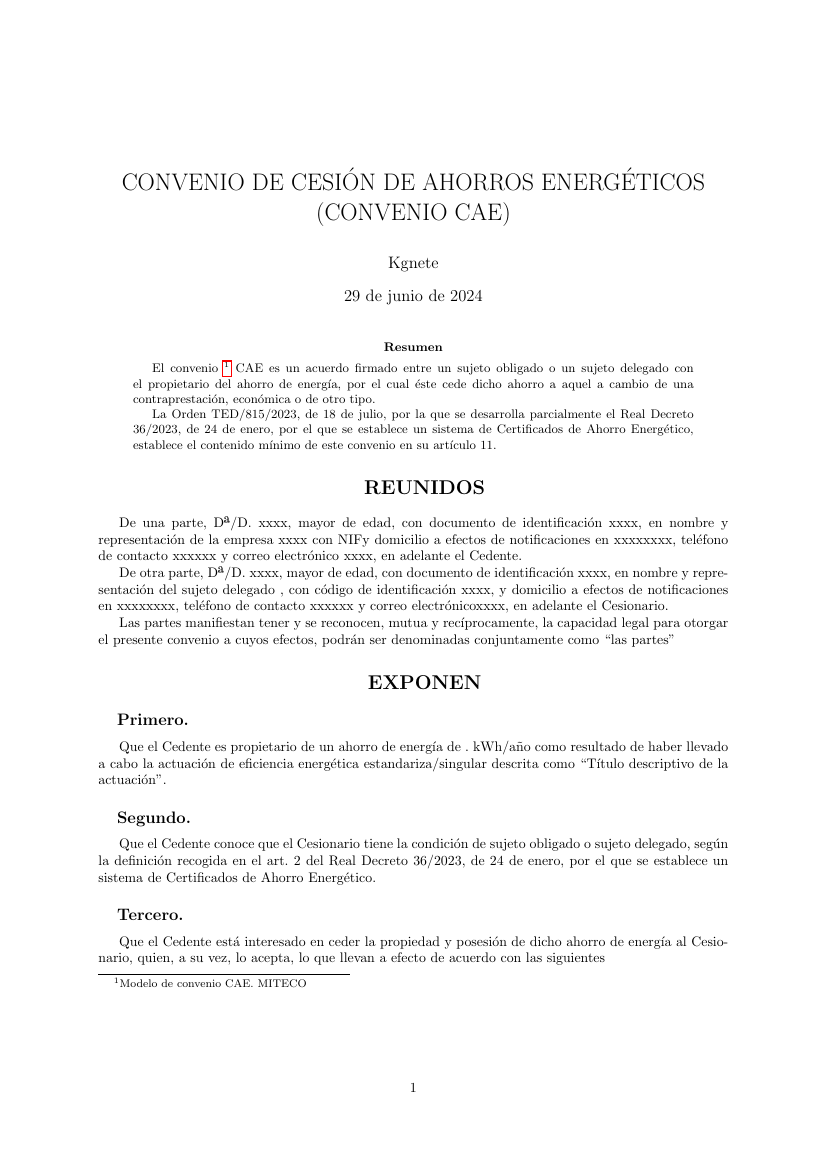 CONVENIO DE CESIÓN DE AHORROS ENERGÉTICOS
(CONVENIO CAE)
Kgnete
29 de junio de 2024
Resumen
El convenio ¹ CAE es un acuerdo firmado entre un sujeto obligado o un sujeto delegado con
el propietario del ahorro de energía, por el cual éste cede dicho ahorro a aquel a cambio de una
contraprestación, económica o de otro tipo.
La Orden TED/815/2023, de 18 de julio, por la que se desarrolla parcialmente el Real Decreto
36/2023, de 24 de enero, por el que se establece un sistema de Certificados de Ahorro Energético,
establece el contenido mínimo de este convenio en su artículo 11.
REUNIDOS
De una parte, Dª/D. xxxx, mayor de edad, con documento de identificación xxxx, en nombre y
representación de la empresa xxxx con NIFy domicilio a efectos de notificaciones en xxxxxxxx, teléfono
de contacto xxxxxx y correo electrónico xxxx, en adelante el Cedente.
De otra parte, Dª/D. xxxx, mayor de edad, con documento de identificación xxxx, en nombre y repre-
sentación del sujeto delegado , con código de identificación xxxx, y domicilio a efectos de notificaciones
en xxxxxxxx, teléfono de contacto xxxxxx y correo electrónicoxxxx, en adelante el Cesionario.
Las partes manifiestan tener y se reconocen, mutua y recíprocamente, la capacidad legal para otorgar
el presente convenio a cuyos efectos, podrán ser denominadas conjuntamente como “las partes”
EXPONEN
Primero.
Que el Cedente es propietario de un ahorro de energía de . kWh/año como resultado de haber llevado
a cabo la actuación de eficiencia energética estandariza/singular descrita como “Título descriptivo de la
actuación”.
Segundo.
Que el Cedente conoce que el Cesionario tiene la condición de sujeto obligado o sujeto delegado, según
la definición recogida en el art. 2 del Real Decreto 36/2023, de 24 de enero, por el que se establece un
sistema de Certificados de Ahorro Energético.
Tercero.
Que el Cedente está interesado en ceder la propiedad y posesión de dicho ahorro de energía al Cesio-
nario, quien, a su vez, lo acepta, lo que llevan a efecto de acuerdo con las siguientes
¹Modelo de convenio CAE. MITECO
1